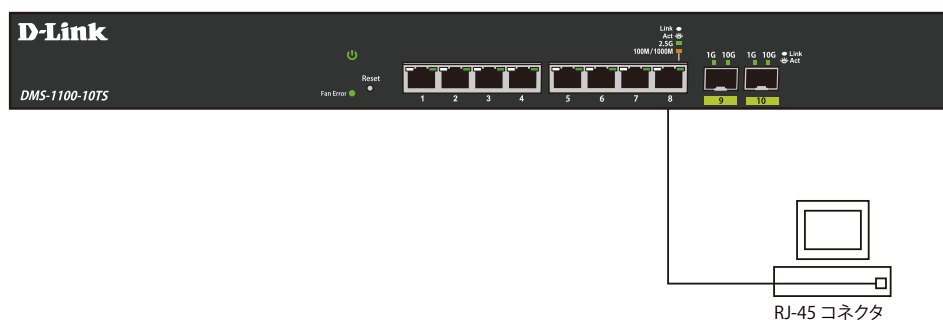 D-Link
Link
Act
2.5G
100M/1000M
1G 10G 1G 10G Link
Act
Reset
Fan Error
DMS-1100-10TS
1 2 3 4 5 6 7 8 9 10
RJ-45 コネクタ